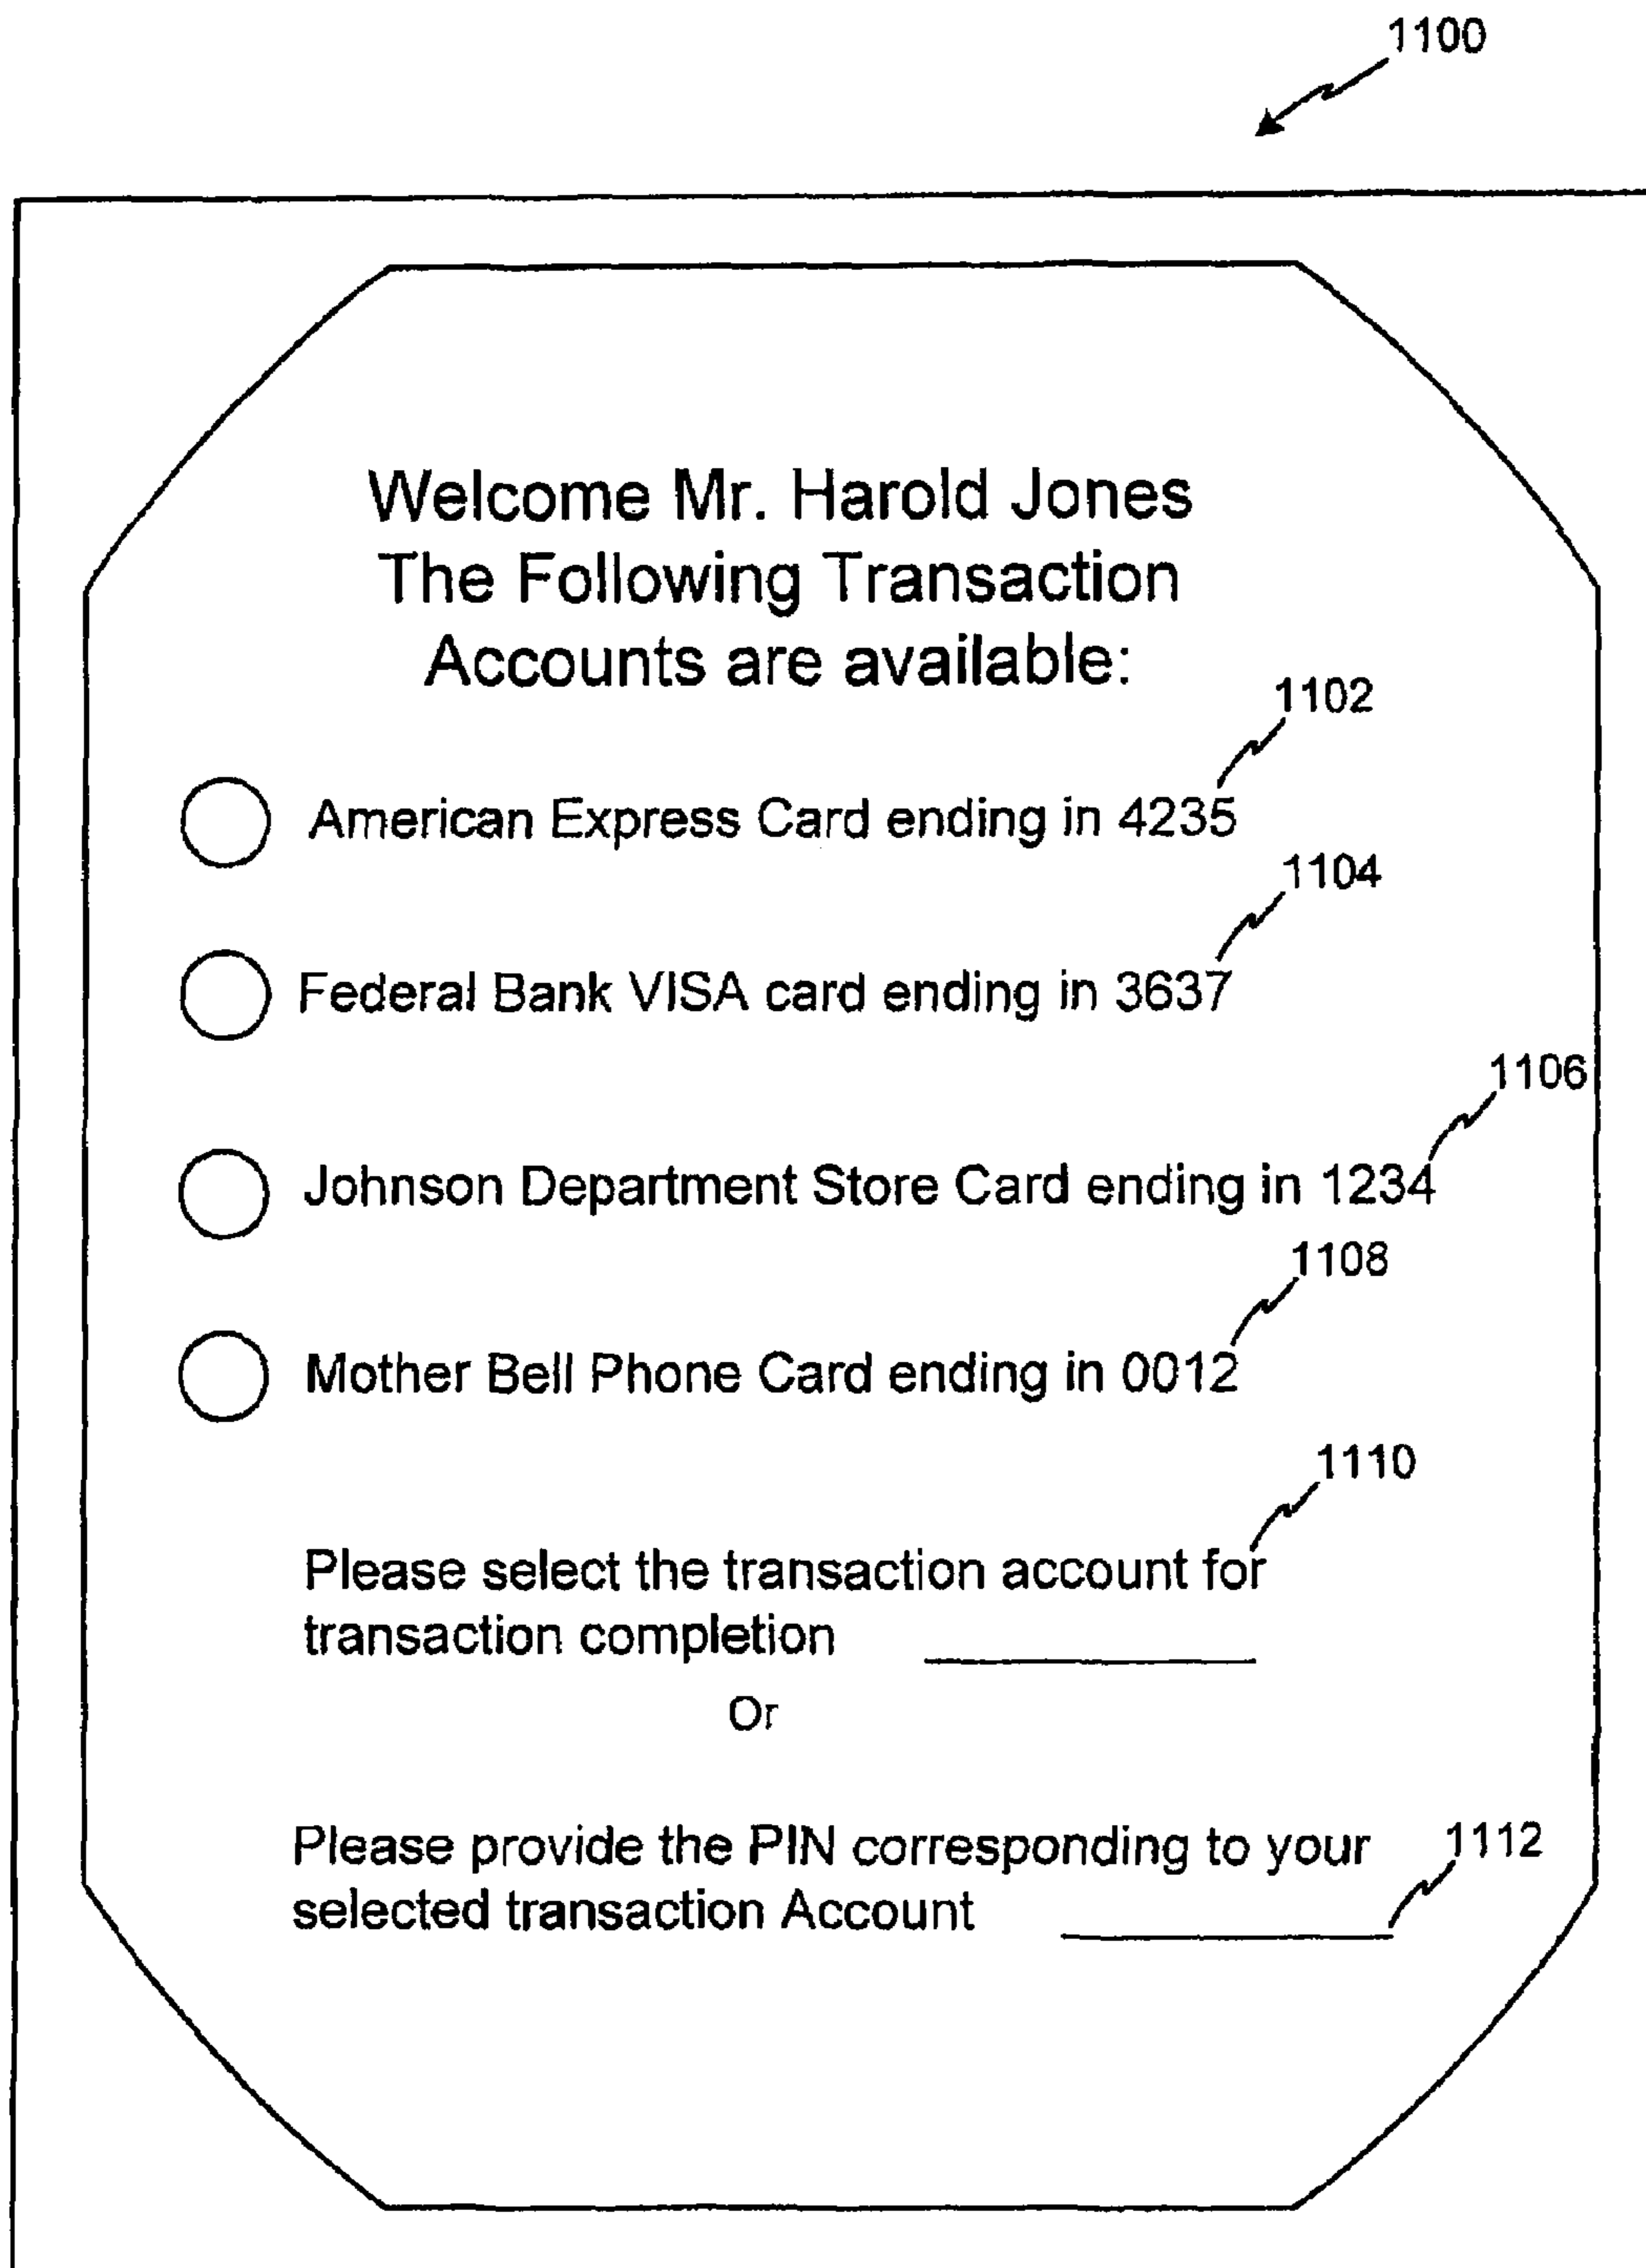 1100
Welcome Mr. Harold Jones
The Following Transaction
Accounts are available:
1102
American Express Card ending in 4235
1104
Federal Bank VISA card ending in 3637
1106
Johnson Department Store Card ending in 1234
1108
Mother Bell Phone Card ending in 0012
1110
Please select the transaction account for
transaction completion
Or
Please provide the PIN corresponding to your
1112
selected transaction Account